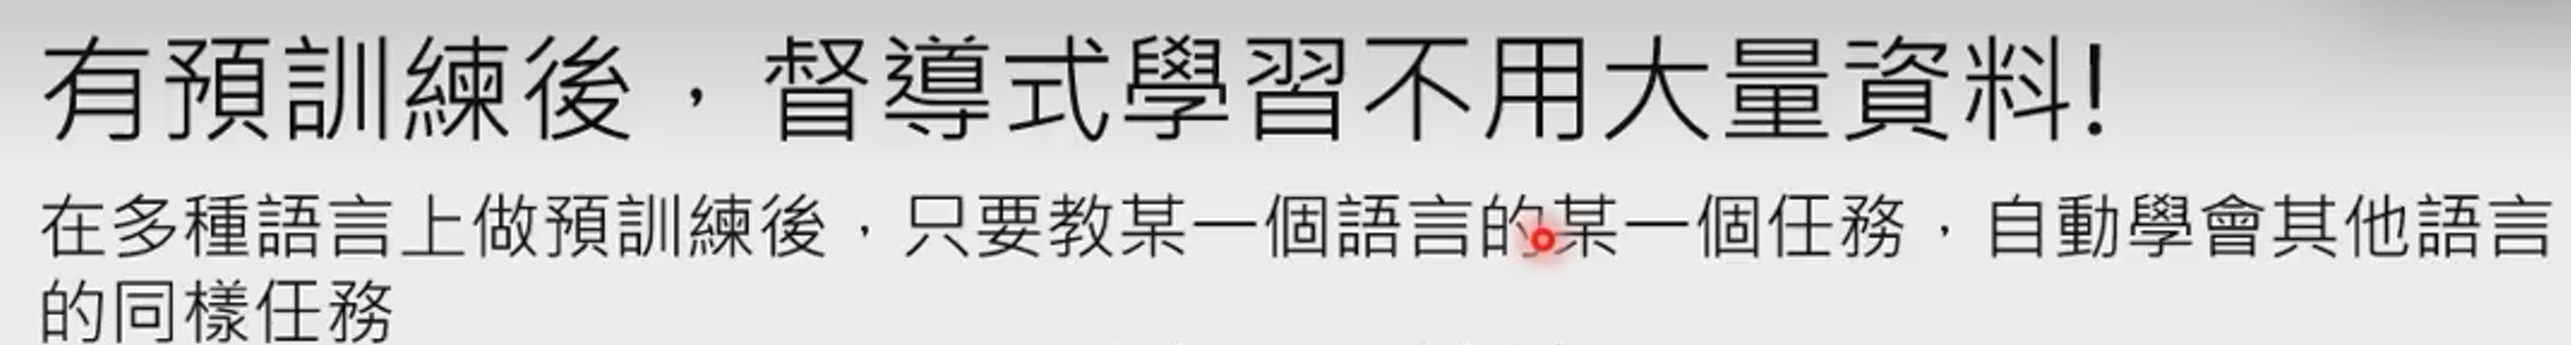 有預訓練後，督導式學習不用大量資料!
在多種語言上做預訓練後，只要教某一個語言的某一個任務，自動學會其他語言
的同樣任務